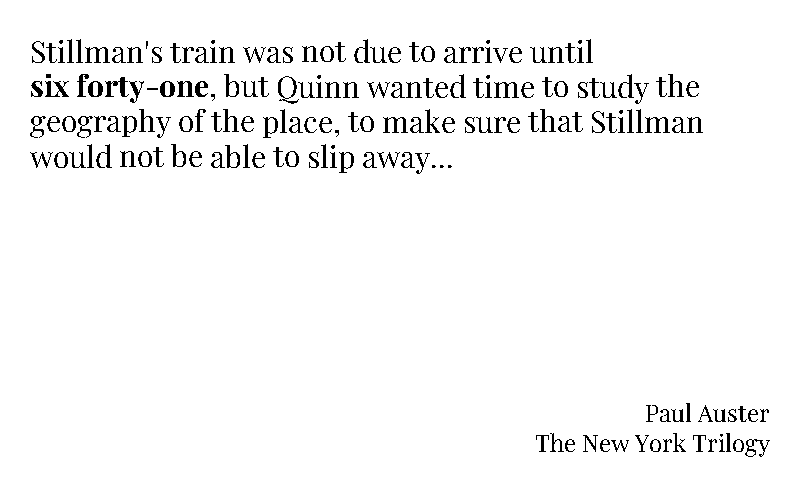 Stillman's train was not due to arrive until
six forty-one, but Quinn wanted time to study the
geography of the place, to make sure that Stillman
would not be able to slip away...
Paul Auster
The New York Trilogy